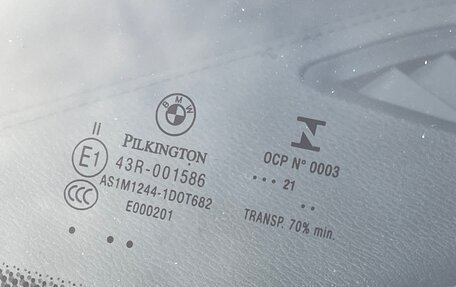 BMW
II
PILKINGTON
E1
43R-001586
CCC
AS1M1244-1DOT682
E000201
OCP N° 0003
... 21
..
TRANSP. 70% min.